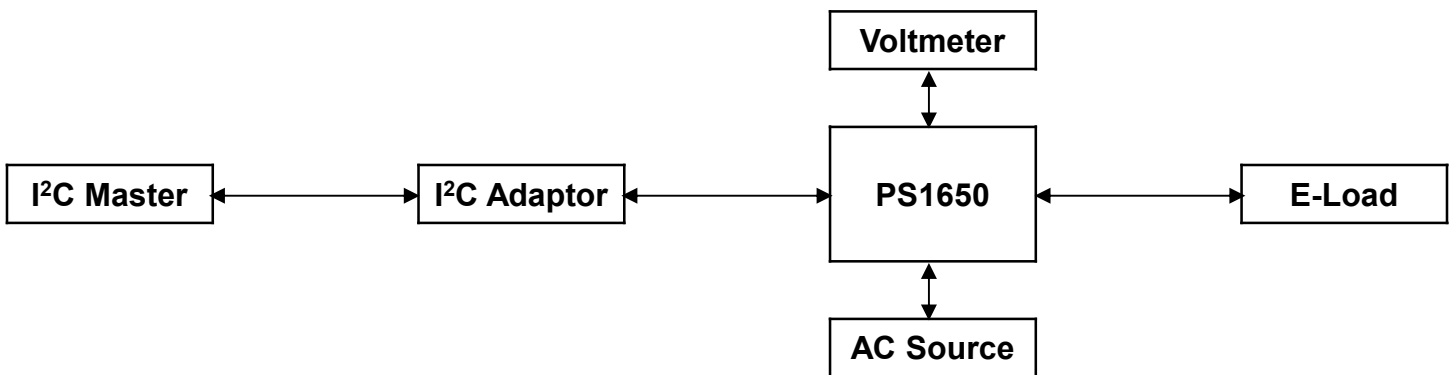 Voltmeter
I²C Master
I²C Adaptor
PS1650
E-Load
AC Source